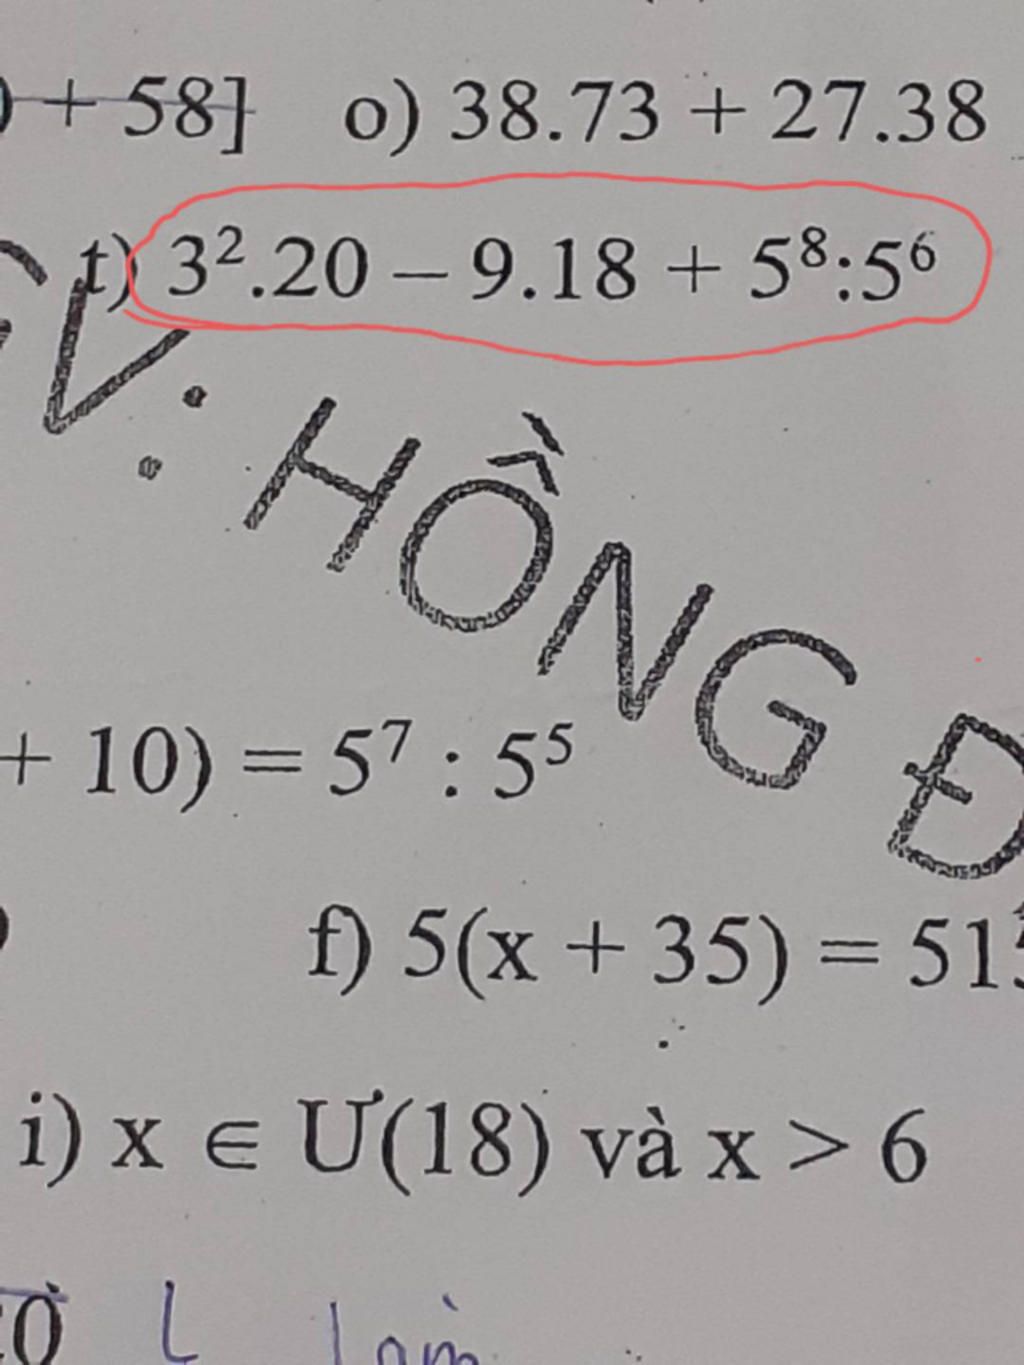 ) + 58] o) 38.73 + 27.38
t) 3².20 – 9.18 + 5⁸:5⁶
V: HỒNG Đ
+ 10) = 5⁷ : 5⁵
f) 5(x + 35) = 515
i) x ∈ Ư(18) và x > 6